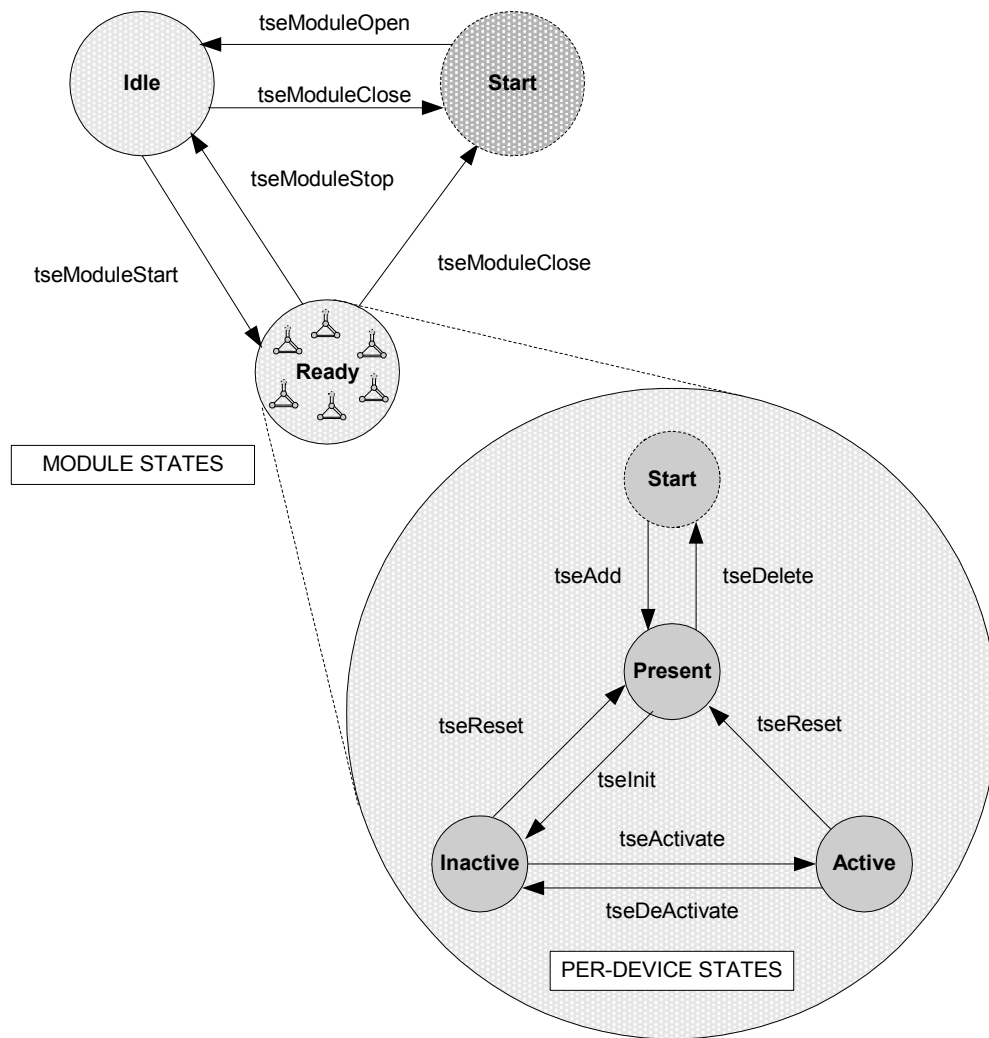 tseModuleOpen
Idle
Start
tseModuleClose
tseModuleStop
tseModuleStart
tseModuleClose
Ready
MODULE STATES
Start
tseAdd
tseDelete
Present
tseReset
tseReset
tseInit
Inactive
tseActivate
Active
tseDeActivate
PER-DEVICE STATES